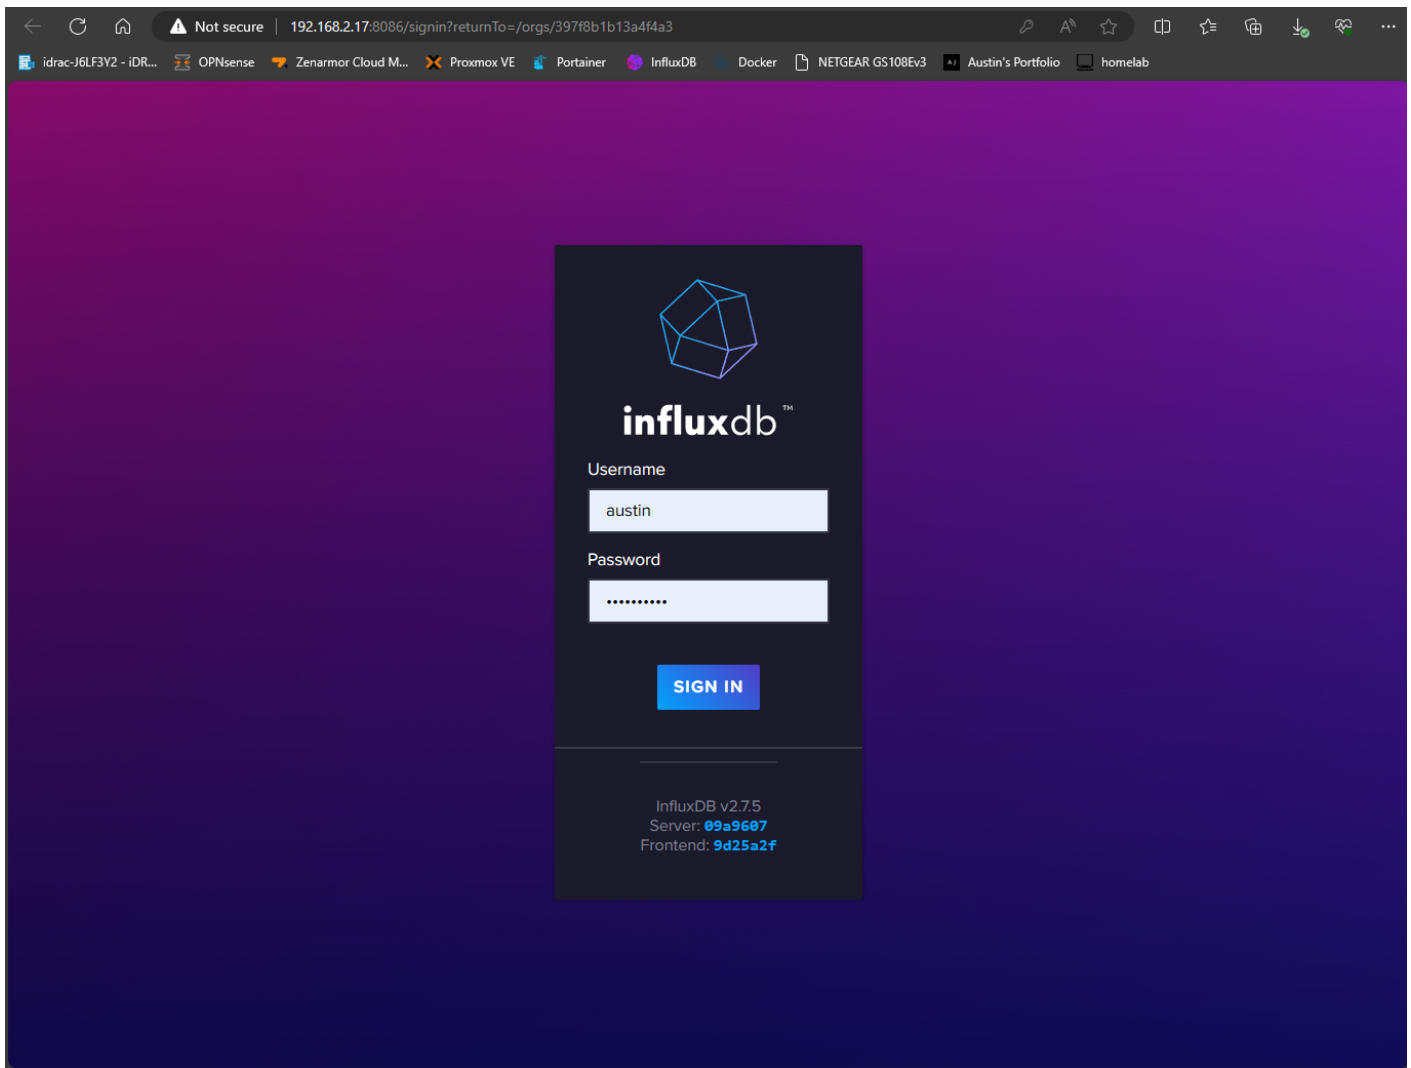 Not secure 192.168.2.17:8086/signin?returnTo=/orgs/397f8b1b13a4f4a3
idrac-J6LF3Y2 - iDR... OPNsense Zenarmor Cloud M... Proxmox VE Portainer InfluxDB Docker NETGEAR GS108Ev3 AJ Austin's Portfolio homelab
influxdb™
Username
austin
Password
••••••••••
SIGN IN
InfluxDB v2.7.5
Server: 09a9607
Frontend: 9d25a2f